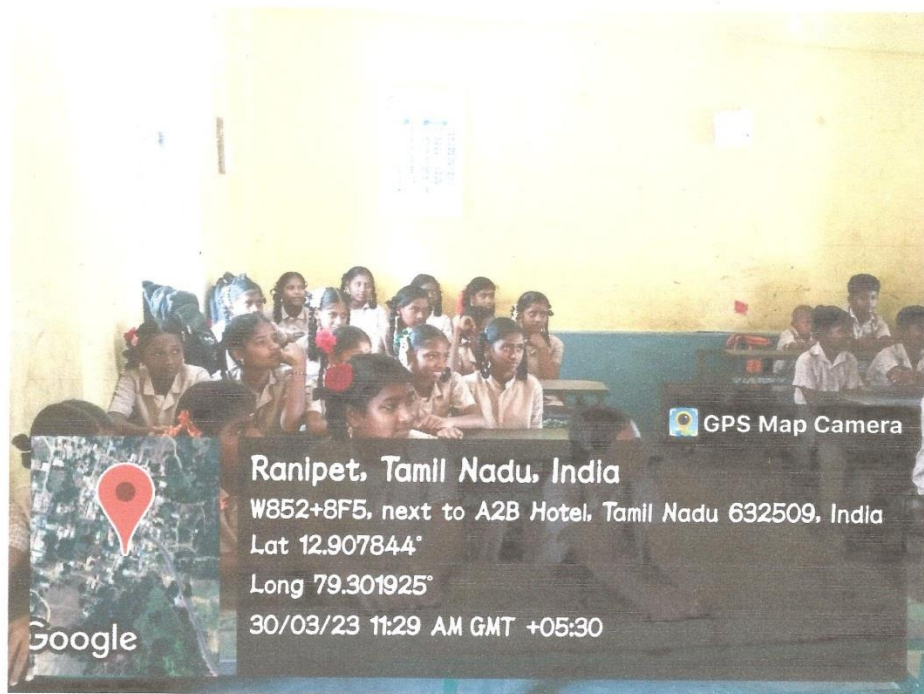 GPS Map Camera
Ranipet, Tamil Nadu, India
W852+8F5, next to A2B Hotel, Tamil Nadu 632509, India
Lat 12.907844°
Long 79.301925°
30/03/23 11:29 AM GMT +05:30
Google